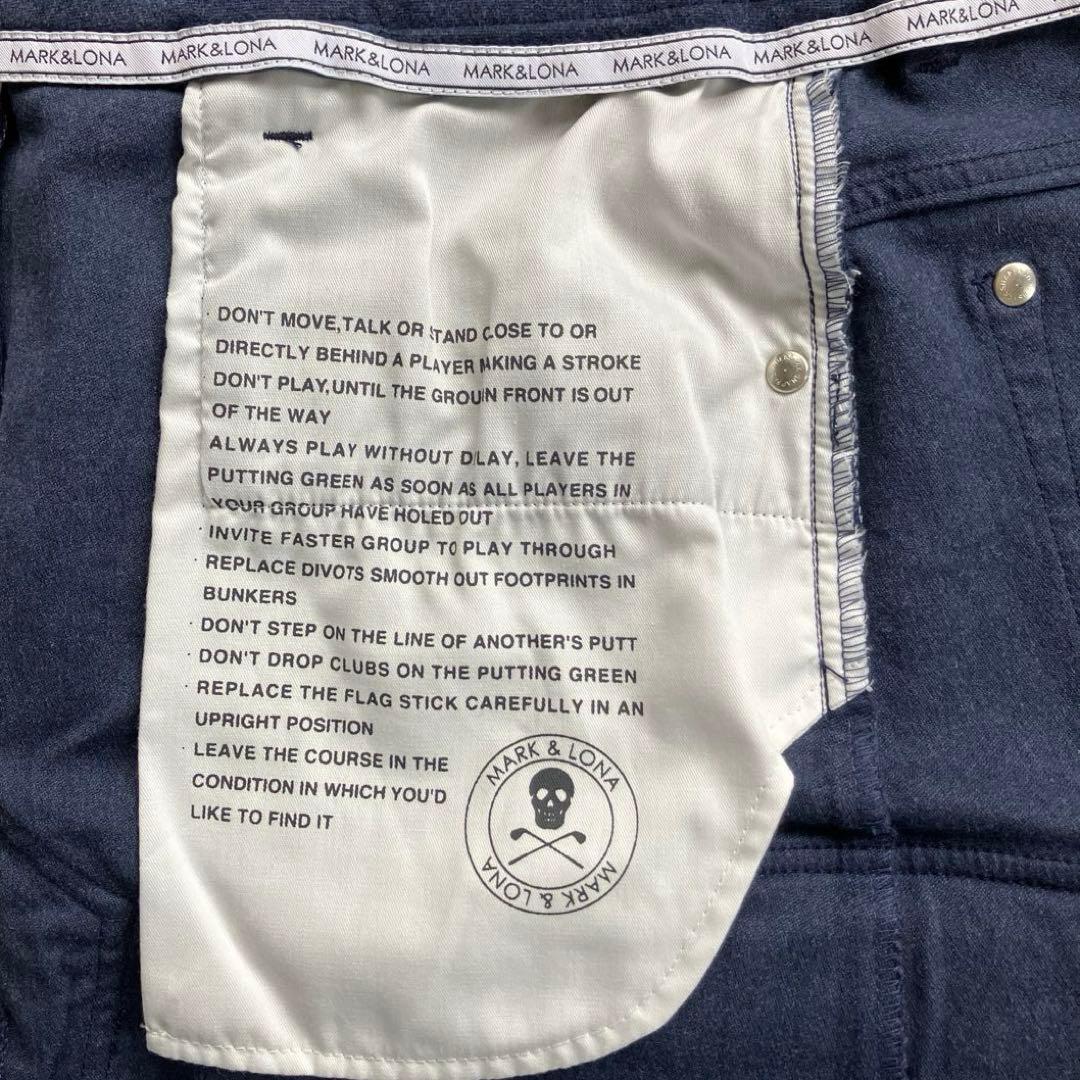 MARK&LONA MARK&LONA MARK&LONA MARK&LONA MARK&LONA MARK&LONA MARK&LONA
· DON'T MOVE,TALK OR STAND CLOSE TO OR
DIRECTLY BEHIND A PLAYER MAKING A STROKE
DON'T PLAY,UNTIL THE GROUIN FRONT IS OUT
OF THE WAY
ALWAYS PLAY WITHOUT DLAY, LEAVE THE
PUTTING GREEN AS SOON AS ALL PLAYERS IN
YOUR GROUP HAVE HOLED OUT
· INVITE FASTER GROUP TO PLAY THROUGH
· REPLACE DIVOTS SMOOTH OUT FOOTPRINTS IN
BUNKERS
· DON'T STEP ON THE LINE OF ANOTHER'S PUTT
· DON'T DROP CLUBS ON THE PUTTING GREEN
· REPLACE THE FLAG STICK CAREFULLY IN AN
UPRIGHT POSITION
· LEAVE THE COURSE IN THE
CONDITION IN WHICH YOU'D
LIKE TO FIND IT
MARK & LONA
MARK & LONA